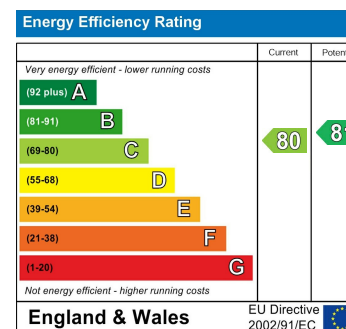 Energy Efficiency Rating
Current
Very energy efficient - lower running costs
(92 plus) A
(81-91) B
(69-80) C
80
(55-68) D
(39-54) E
(21-38) F
(1-20) G
Not energy efficient - higher running costs
England & Wales
EU Directive
2002/91/EC